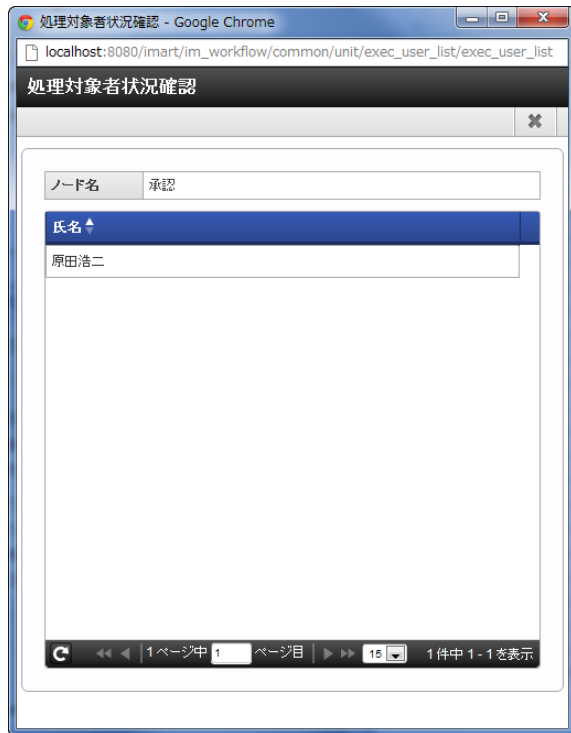 処理対象者状況確認 - Google Chrome
localhost:8080/imart/im_workflow/common/unit/exec_user_list/exec_user_list
処理対象者状況確認
ノード名 承認
氏名
原田浩二
1 ページ中 1 ページ目 15 1 件中 1 - 1 を表示